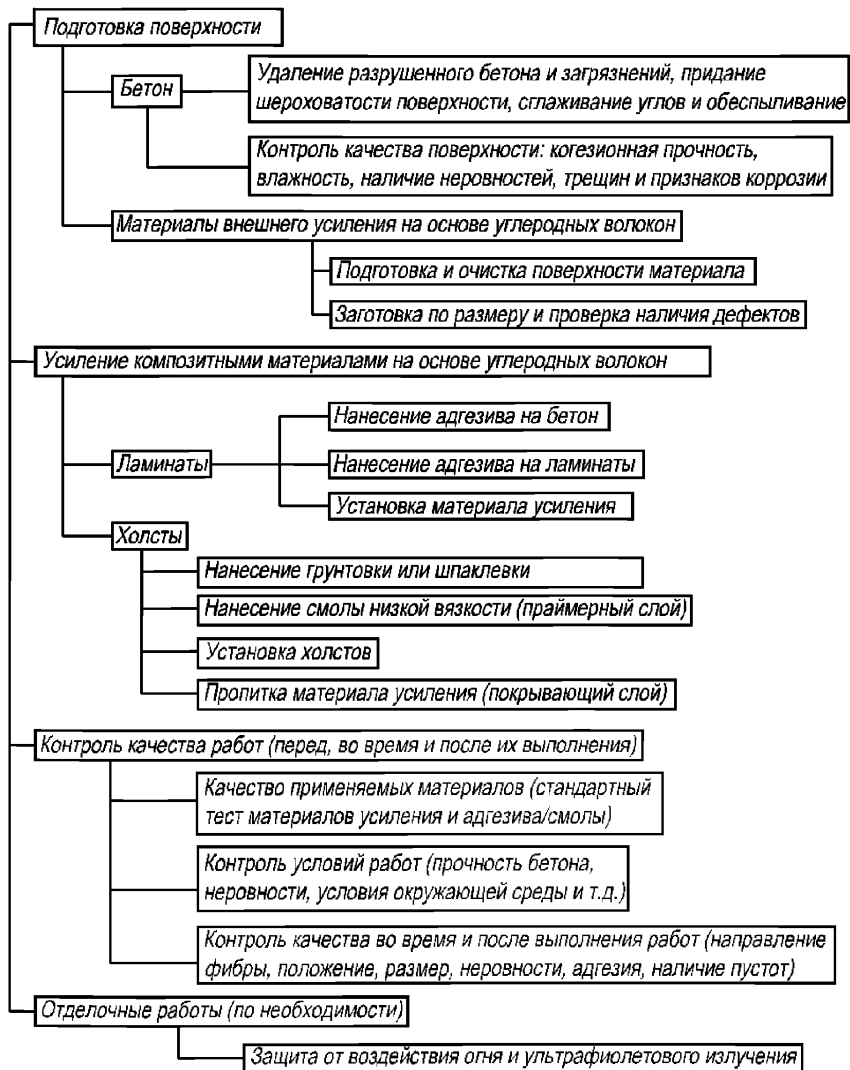 Подготовка поверхности
Бетон
Удаление разрушенного бетона и загрязнений, придание
шероховатости поверхности, сглаживание углов и обеспыливание
Контроль качества поверхности: когезионная прочность,
влажность, наличие неровностей, трещин и признаков коррозии
Материалы внешнего усиления на основе углеродных волокон
Подготовка и очистка поверхности материала
Заготовка по размеру и проверка наличия дефектов
Усиление композитными материалами на основе углеродных волокон
Нанесение адгезива на бетон
Ламинаты
Нанесение адгезива на ламинаты
Установка материала усиления
Холсты
Нанесение грунтовки или шпаклевки
Нанесение смолы низкой вязкости (праймерный слой)
Установка холстов
Пропитка материала усиления (покрывающий слой)
Контроль качества работ (перед, во время и после их выполнения)
Качество применяемых материалов (стандартный
тест материалов усиления и адгезива/смолы)
Контроль условий работ (прочность бетона,
неровности, условия окружающей среды и т.д.)
Контроль качества во время и после выполнения работ (направление
фибры, положение, размер, неровности, адгезия, наличие пустот)
Отделочные работы (по необходимости)
Защита от воздействия огня и ультрафиолетового излучения